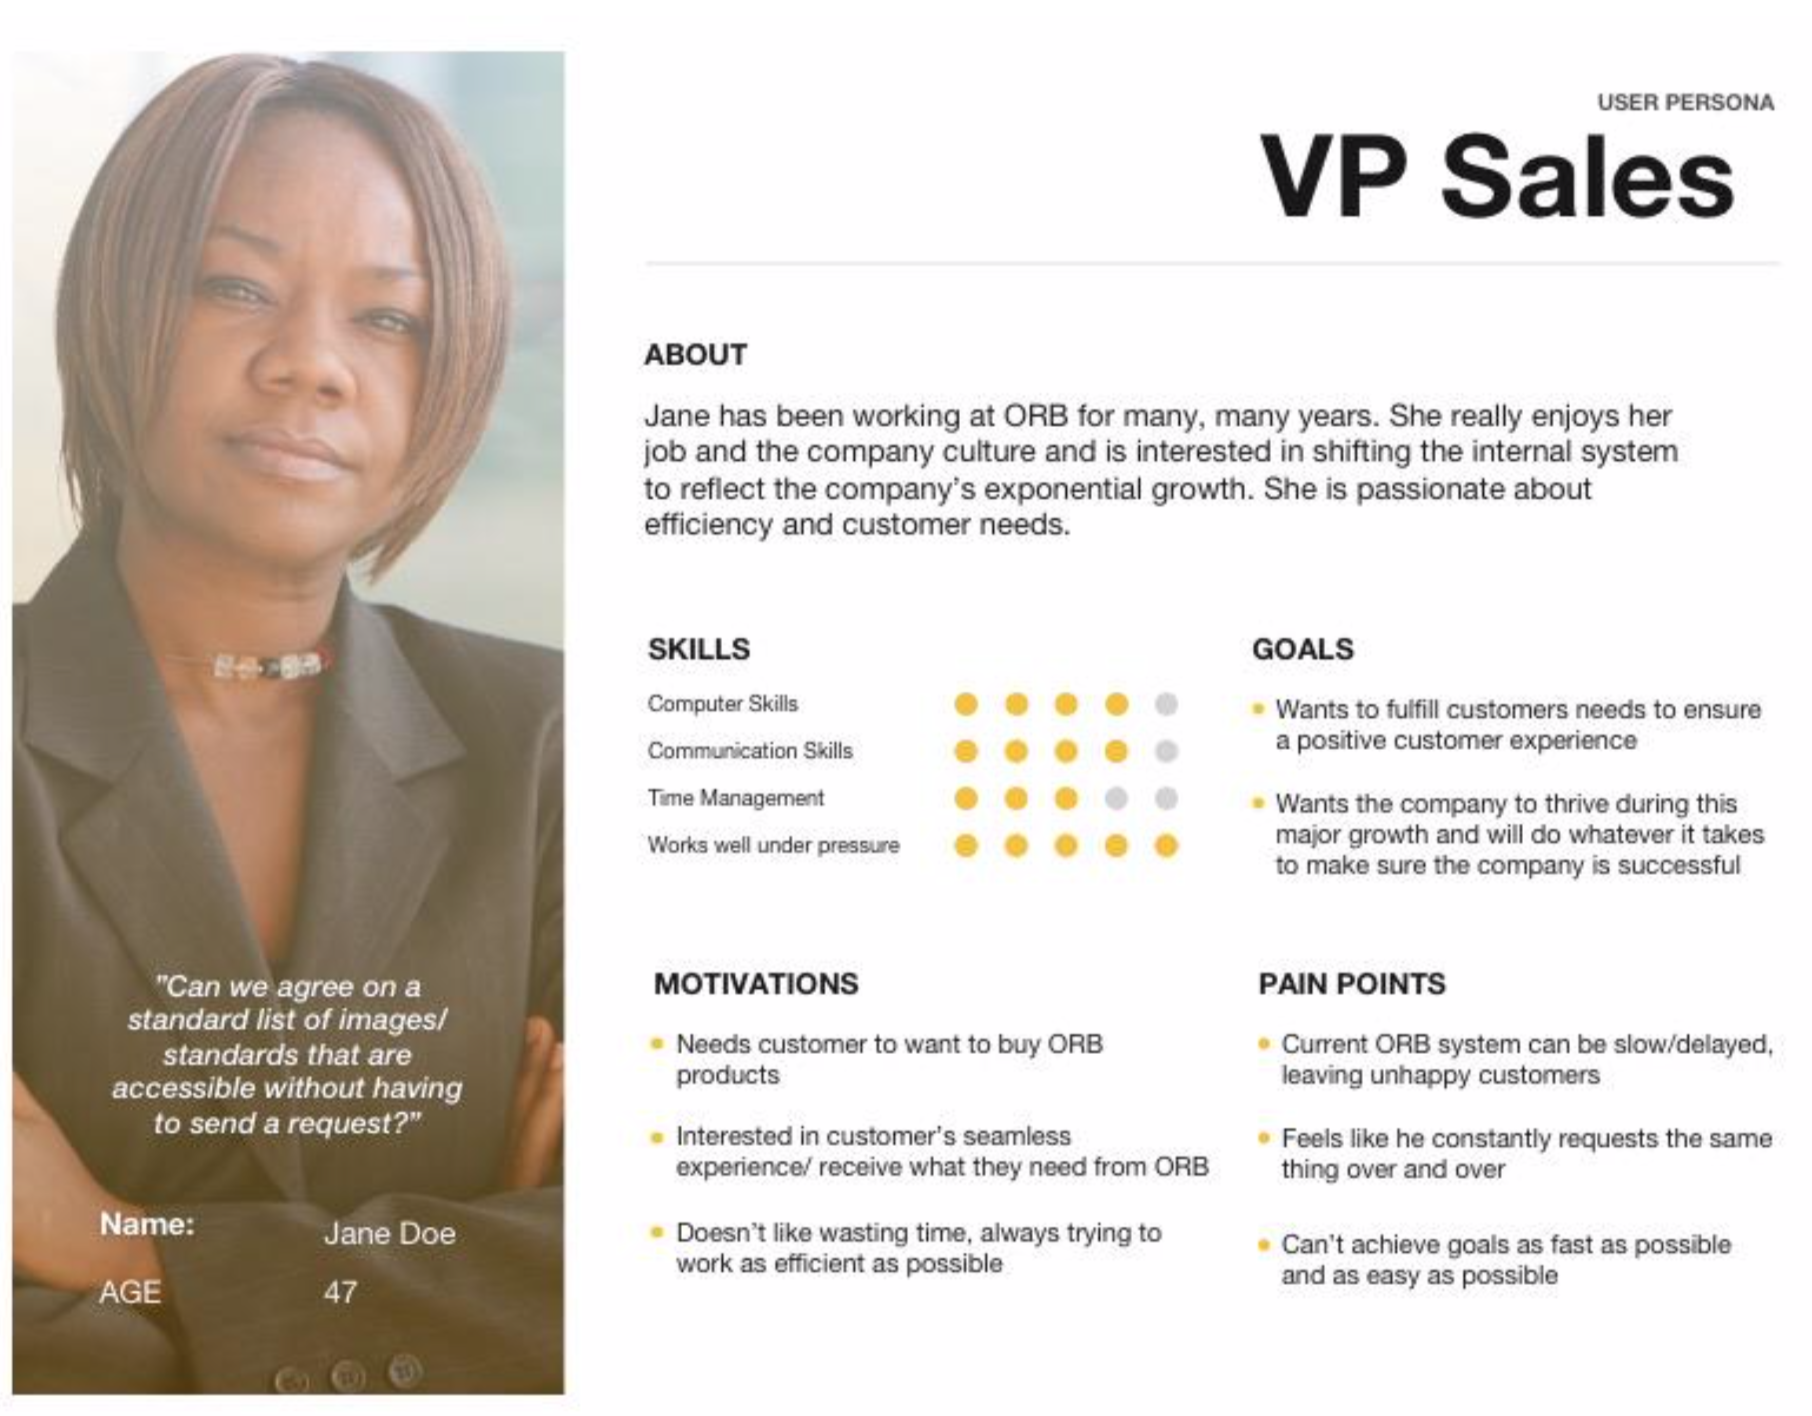 USER PERSONA
VP Sales
ABOUT
Jane has been working at ORB for many, many years. She really enjoys her
job and the company culture and is interested in shifting the internal system
to reflect the company's exponential growth. She is passionate about
efficiency and customer needs.
SKILLS
Computer Skills
Communication Skills
Time Management
Works well under pressure
GOALS
Wants to fulfill customers needs to ensure
a positive customer experience
Wants the company to thrive during this
major growth and will do whatever it takes
to make sure the company is successful
MOTIVATIONS
Needs customer to want to buy ORB
products
Interested in customer's seamless
experience/ receive what they need from ORB
Doesn't like wasting time, always trying to
work as efficient as possible
PAIN POINTS
Current ORB system can be slow/delayed,
leaving unhappy customers
Feels like he constantly requests the same
thing over and over
Can't achieve goals as fast as possible
and as easy as possible
"Can we agree on a
standard list of images/
standards that are
accessible without having
to send a request?"
Name: Jane Doe
AGE 47